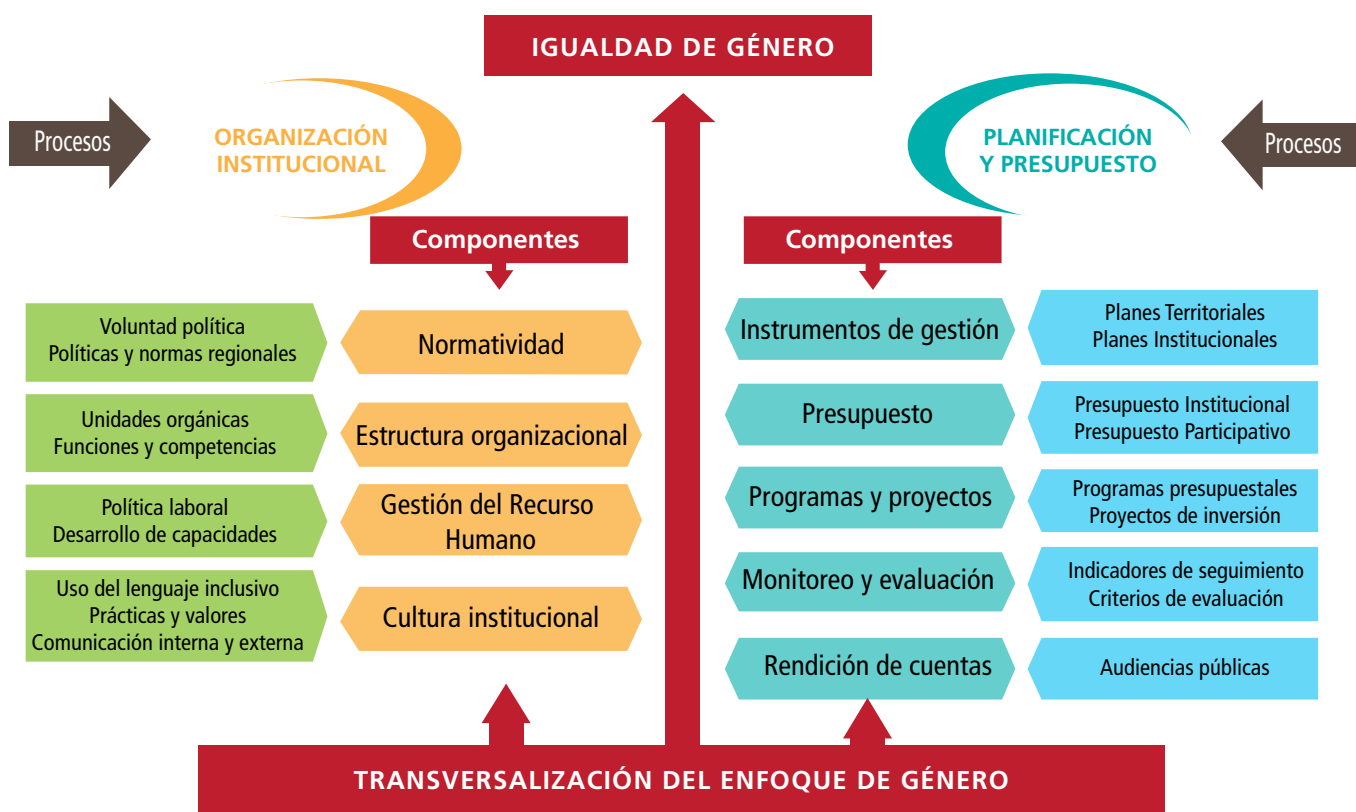 IGUALDAD DE GÉNERO
Procesos
ORGANIZACIÓN
INSTITUCIONAL
PLANIFICACIÓN
Y PRESUPUESTO
Procesos
Componentes
Componentes
Voluntad política
Políticas y normas regionales
Normatividad
Unidades orgánicas
Funciones y competencias
Estructura organizacional
Política laboral
Desarrollo de capacidades
Gestión del Recurso
Humano
Uso del lenguaje inclusivo
Prácticas y valores
Comunicación interna y externa
Cultura institucional
Instrumentos de gestión
Planes Territoriales
Planes Institucionales
Presupuesto
Presupuesto Institucional
Presupuesto Participativo
Programas y proyectos
Programas presupuestales
Proyectos de inversión
Monitoreo y evaluación
Indicadores de seguimiento
Criterios de evaluación
Rendición de cuentas
Audiencias públicas
TRANSVERSALIZACIÓN DEL ENFOQUE DE GÉNERO